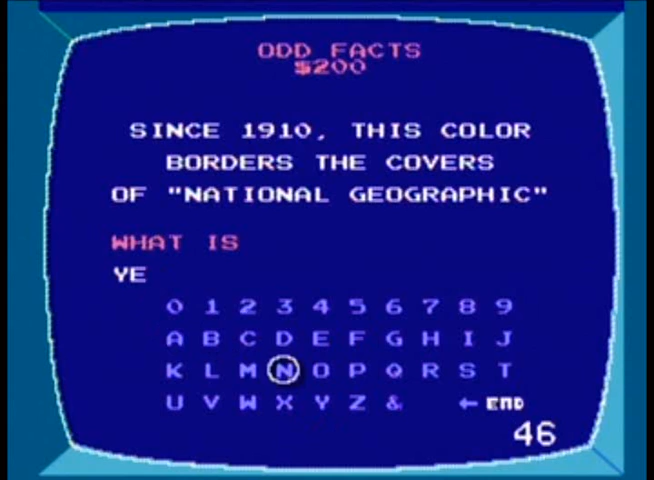 ODD FACTS
$200
SINCE 1910, THIS COLOR
BORDERS THE COVERS
OF "NATIONAL GEOGRAPHIC"
WHAT IS
YE
0 1 2 3 4 5 6 7 8 9
A B C D E F G H I J
K L M N O P Q R S T
U V W X Y Z & ← END
46